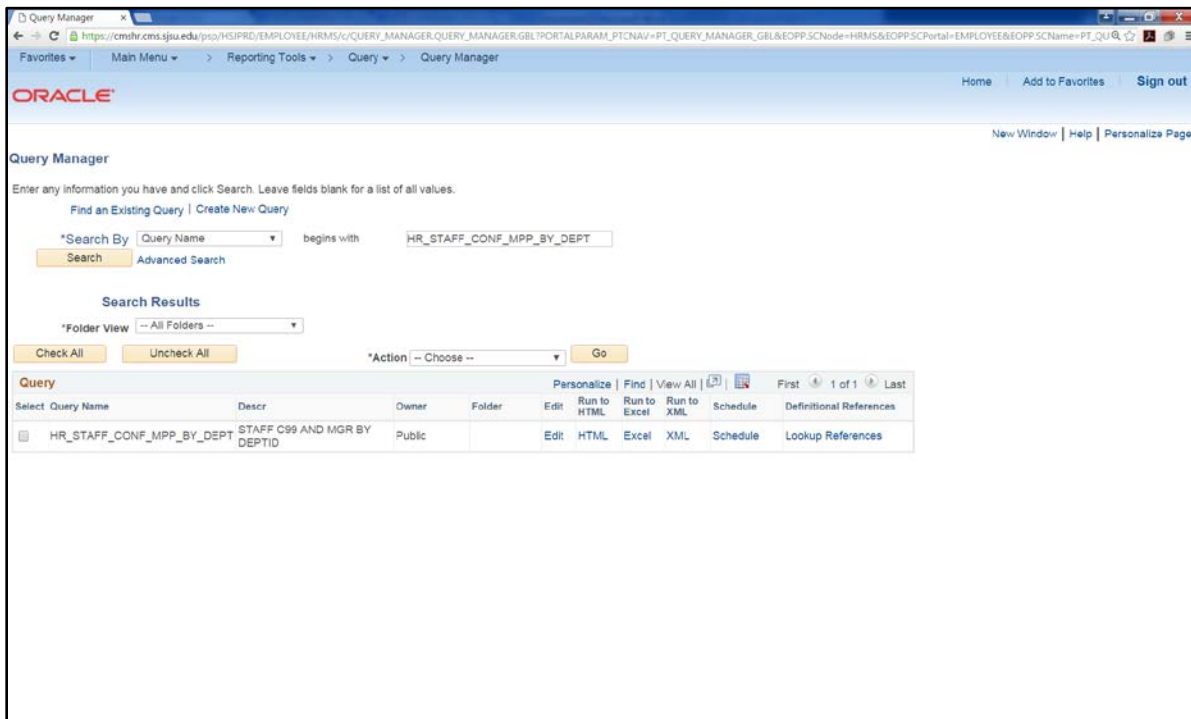 Query Manager
https://cmshr.cms.sjsu.edu/psp/HSJPRD/EMPLOYEE/HRMS/c/QUERY_MANAGER.QUERY_MANAGER.GBL?PORTALPARAM_PTCNAV=PT_QUERY_MANAGER_GBL&EOPP.SCNode=HRMS&EOPP.SCPortal=EMPLOYEE&EOPP.SCName=PT_QU
Favorites Main Menu > Reporting Tools > Query > Query Manager
Home Add to Favorites Sign out
ORACLE
New Window | Help | Personalize Page
Query Manager
Enter any information you have and click Search. Leave fields blank for a list of all values.
Find an Existing Query | Create New Query
*Search By Query Name begins with HR_STAFF_CONF_MPP_BY_DEPT
Search Advanced Search
Search Results
*Folder View -- All Folders --
Check All Uncheck All *Action -- Choose -- Go
Query Personalize | Find | View All | First 1 of 1 Last
Select Query Name Descr Owner Folder Edit Run to HTML Run to Excel Run to XML Schedule Definitional References
HR_STAFF_CONF_MPP_BY_DEPT STAFF C99 AND MGR BY DEPTID Public Edit HTML Excel XML Schedule Lookup References